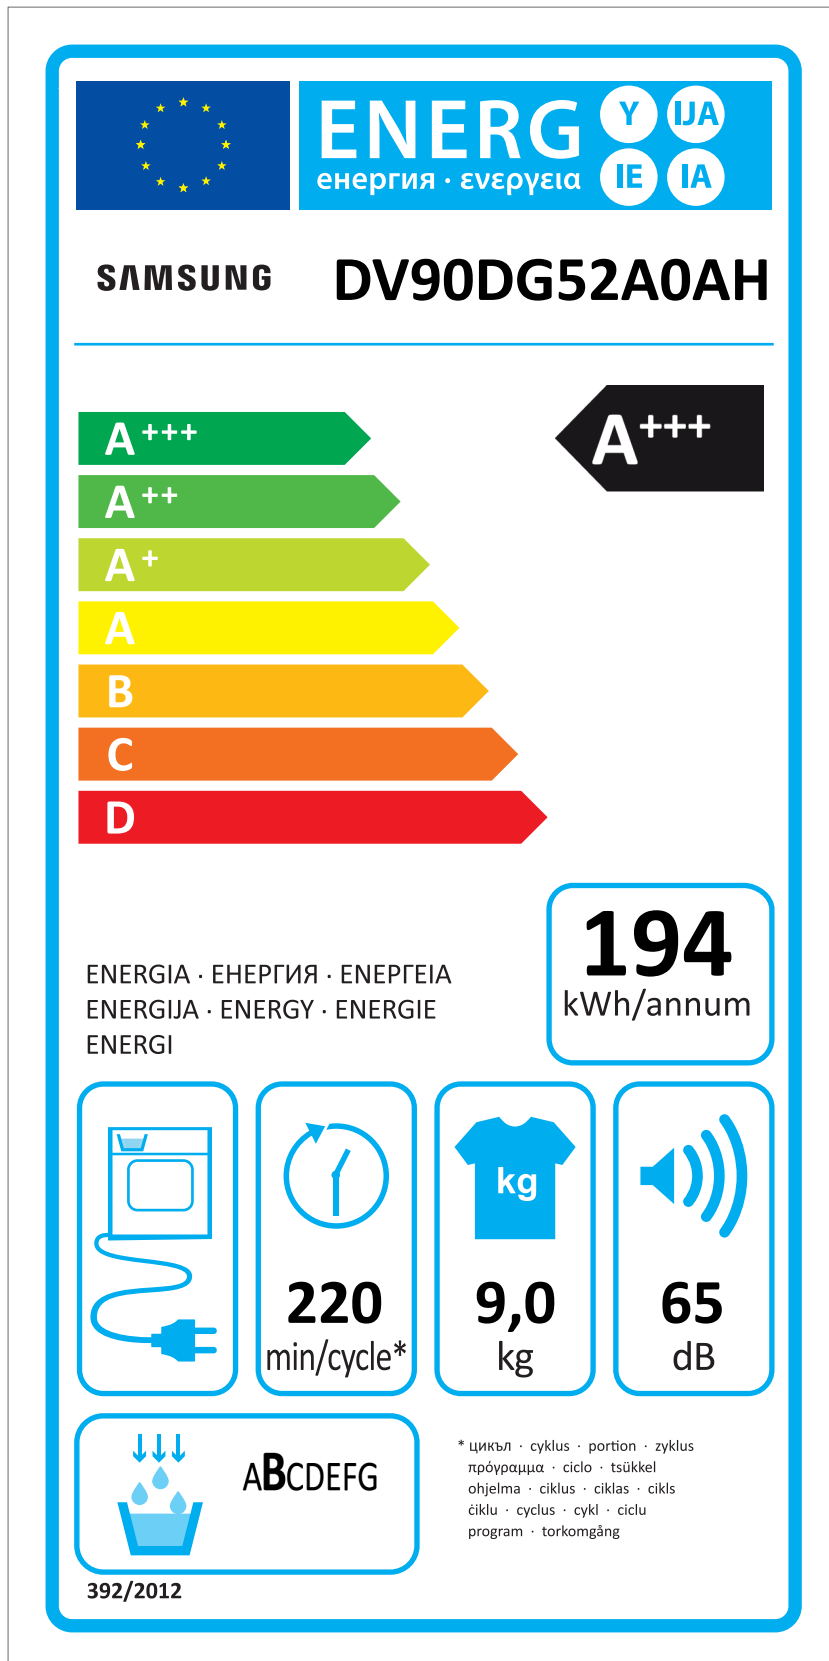 ENERG Y IJA
енергия · ενεργεια IE IA
SAMSUNG DV90DG52A0AH
A+++ A+++
A++
A+
A
B
C
D
194
kWh/annum
ENERGIA · ЕНЕРГИЯ · ΕΝΕΡΓΕΙΑ
ENERGIJA · ENERGY · ENERGIE
ENERGI
kg
220 9,0 65
min/cycle* kg dB
ABCDEFG
* цикъл · cyklus · portion · zyklus
πρόγραμμα · ciclo · tsükkel
ohjelma · ciklus · ciklas · cikls
ċiklu · cyclus · cykl · ciclu
program · torkomgång
392/2012